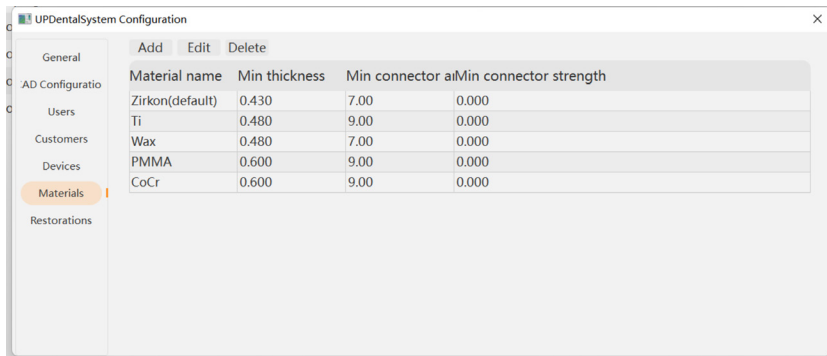 UPDentalSystem Configuration
Add Edit Delete
General
AD Configuratio
Users
Customers
Devices
Materials
Restorations
Material name Min thickness Min connector a Min connector strength
Zirkon(default) 0.430 7.00 0.000
Ti 0.480 9.00 0.000
Wax 0.480 7.00 0.000
PMMA 0.600 9.00 0.000
CoCr 0.600 9.00 0.000